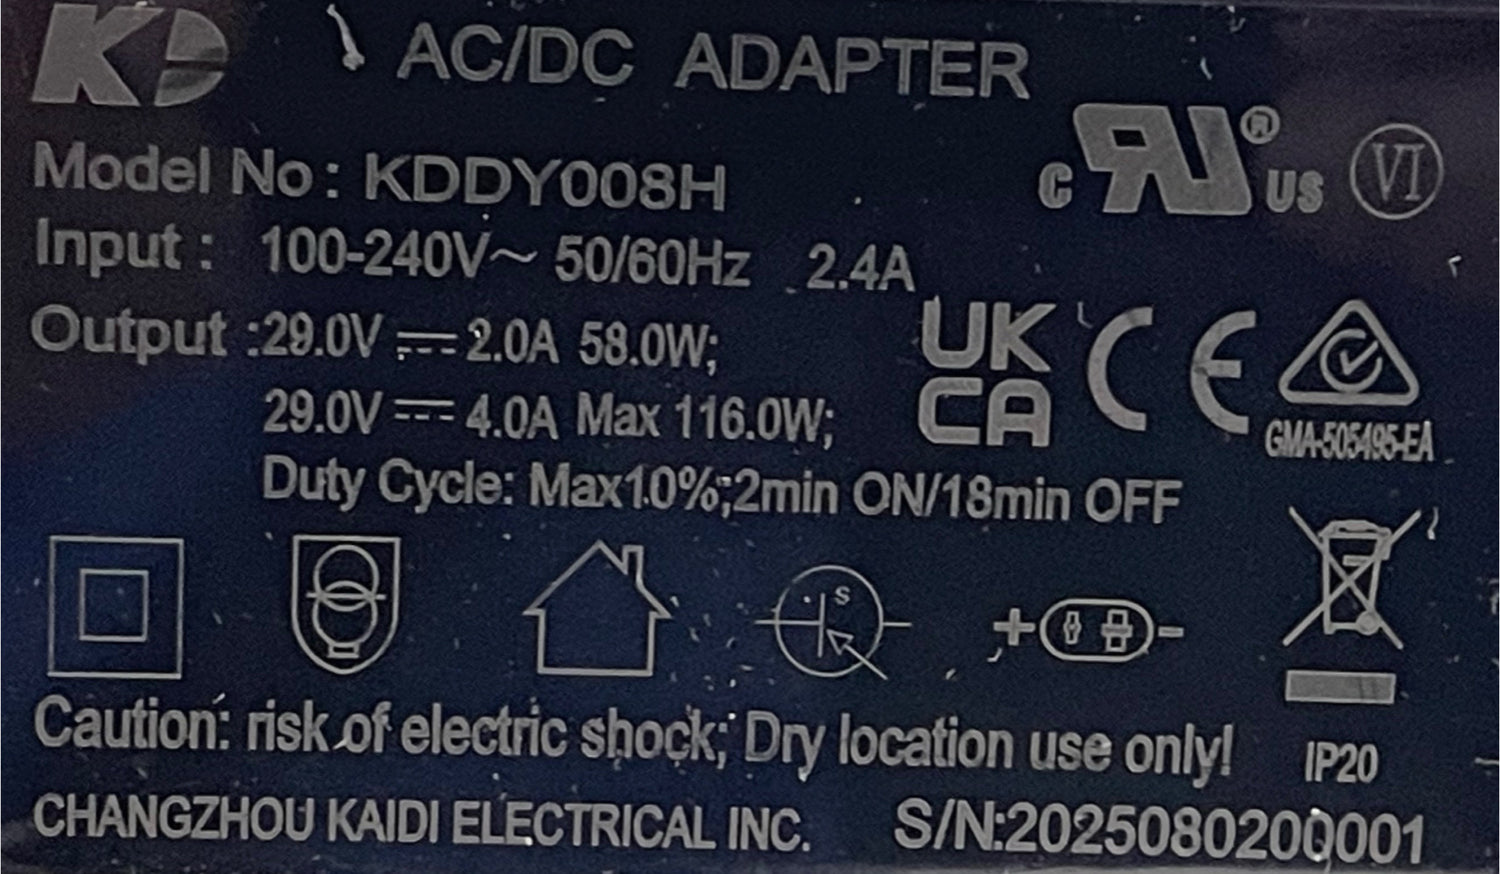 KD AC/DC ADAPTER
Model No: KDDY008H
c RU® US VI
Input: 100-240V~ 50/60Hz 2.4A
Output:29.0V⎓2.0A 58.0W;
29.0V⎓4.0A Max 116.0W;
UK CA CE
GMA-505495-EA
Duty Cycle: Max10%;2min ON/18min OFF
S
+ -
Caution: risk of electric shock; Dry location use only!
IP20
CHANGZHOU KAIDI ELECTRICAL INC. S/N:2025080200001